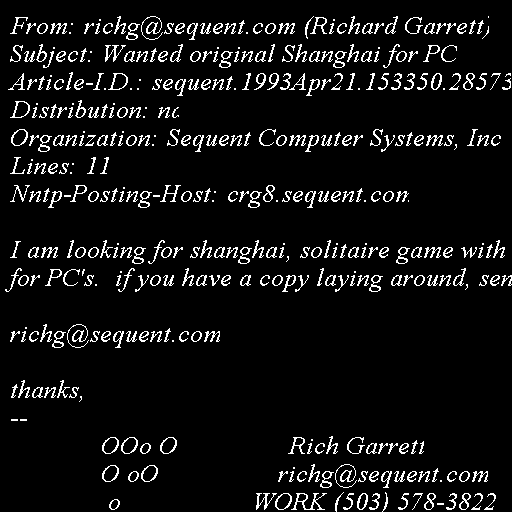 From: richg@sequent.com (Richard Garrett)
Subject: Wanted original Shanghai for PC
Article-I.D.: sequent.1993Apr21.153350.28573
Distribution: na
Organization: Sequent Computer Systems, Inc
Lines: 11
Nntp-Posting-Host: crg8.sequent.com

I am looking for shanghai, solitaire game with
for PC's.  if you have a copy laying around, sen

richg@sequent.com

thanks,
--
OOo O Rich Garrett
O oO richg@sequent.com
o WORK (503) 578-3822